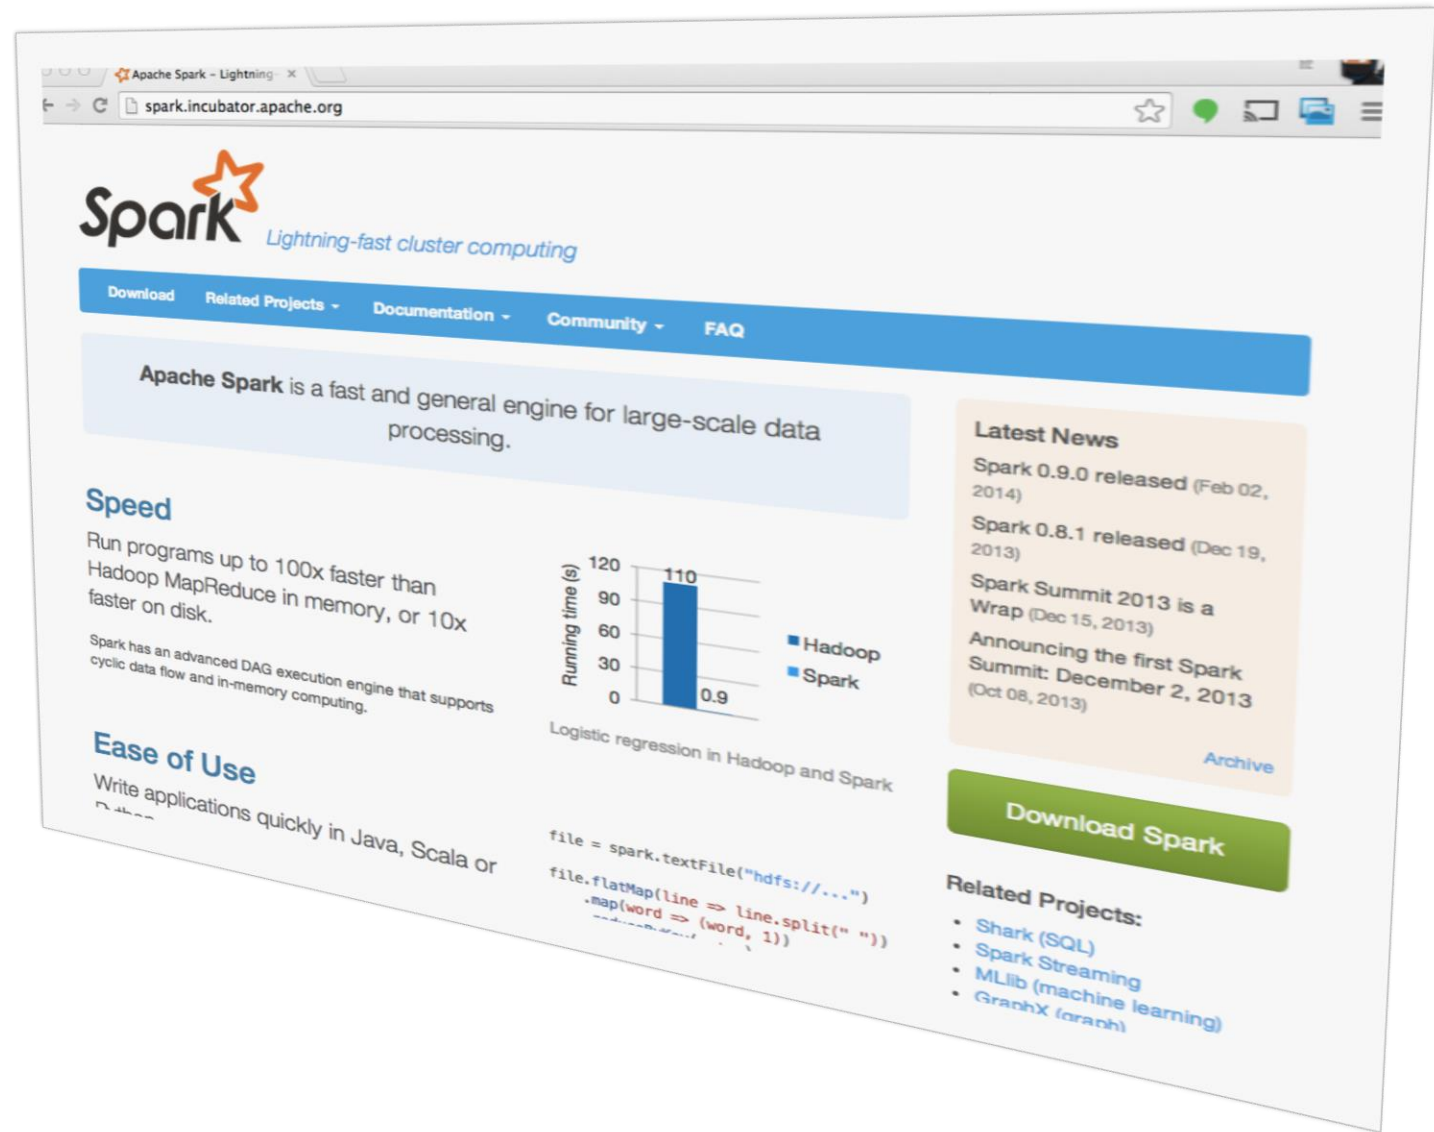 Apache Spark – Lightning-
spark.incubator.apache.org
Spark
Lightning-fast cluster computing
Download Related Projects Documentation Community FAQ
Apache Spark is a fast and general engine for large-scale data
processing.
Speed
Run programs up to 100x faster than
Hadoop MapReduce in memory, or 10x
faster on disk.
Spark has an advanced DAG execution engine that supports
cyclic data flow and in-memory computing.
Running time (s)
120
90
60
30
0
110
0.9
Hadoop
Spark
Logistic regression in Hadoop and Spark
Ease of Use
Write applications quickly in Java, Scala or
file = spark.textFile("hdfs://...")
file.flatMap(line => line.split(" "))
.map(word => (word, 1))
Latest News
Spark 0.9.0 released (Feb 02,
2014)
Spark 0.8.1 released (Dec 19,
2013)
Spark Summit 2013 is a
Wrap (Dec 15, 2013)
Announcing the first Spark
Summit: December 2, 2013
(Oct 08, 2013)
Archive
Download Spark
Related Projects:
Shark (SQL)
Spark Streaming
MLlib (machine learning)
GraphX (graph)